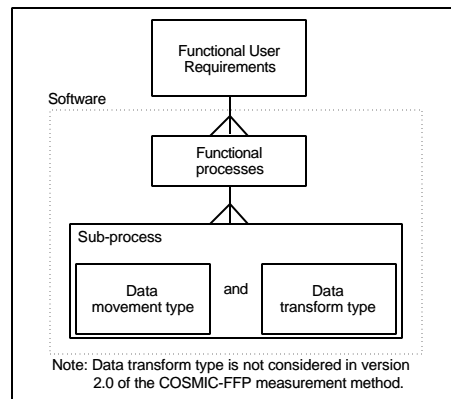 Functional User
Requirements
Software
Functional
processes
Sub-process
Data
movement type
and
Data
transform type
Note: Data transform type is not considered in version
2.0 of the COSMIC-FFP measurement method.